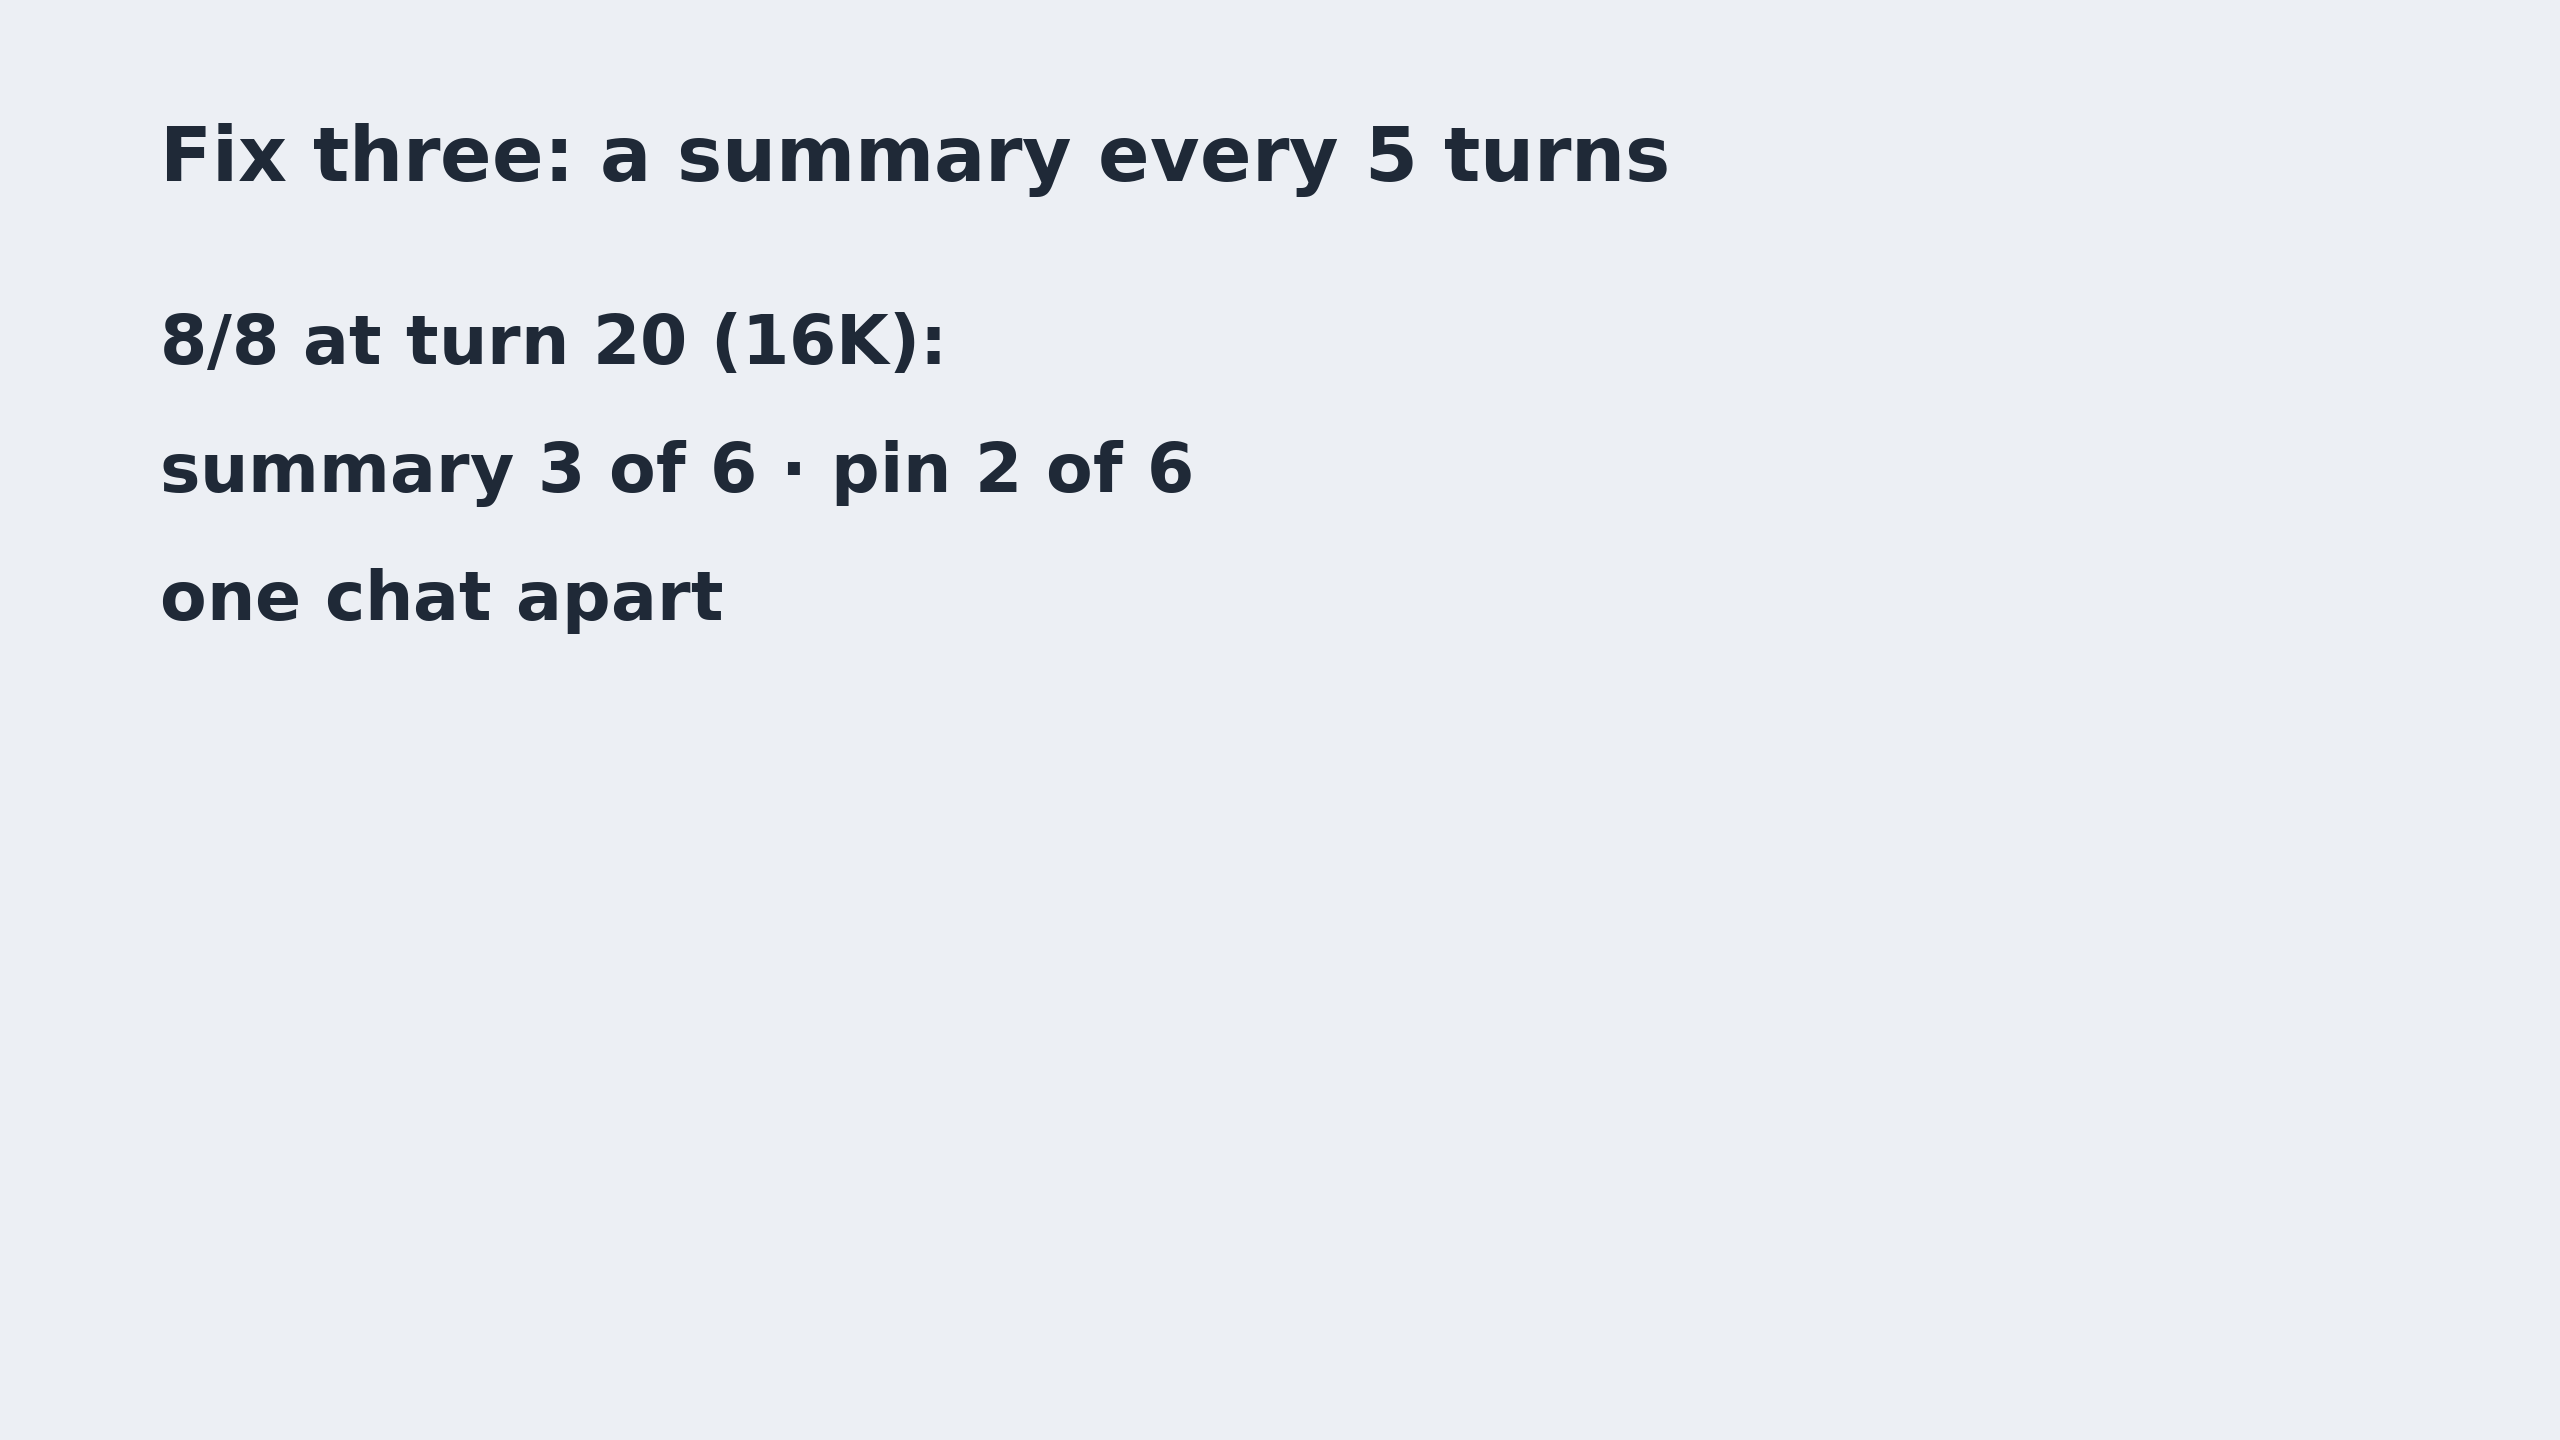 Fix three: a summary every 5 turns
8/8 at turn 20 (16K):
summary 3 of 6 · pin 2 of 6
one chat apart